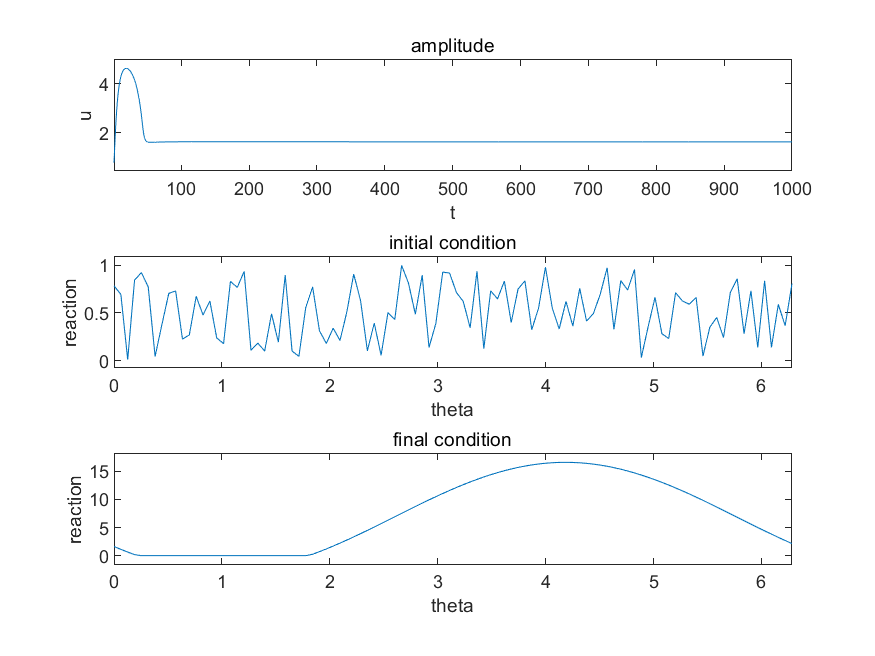 amplitude
4
2
u
100 200 300 400 500 600 700 800 900 1000
t
initial condition
1
0.5
0
reaction
0 1 2 3 4 5 6
theta
final condition
15
10
5
0
reaction
0 1 2 3 4 5 6
theta